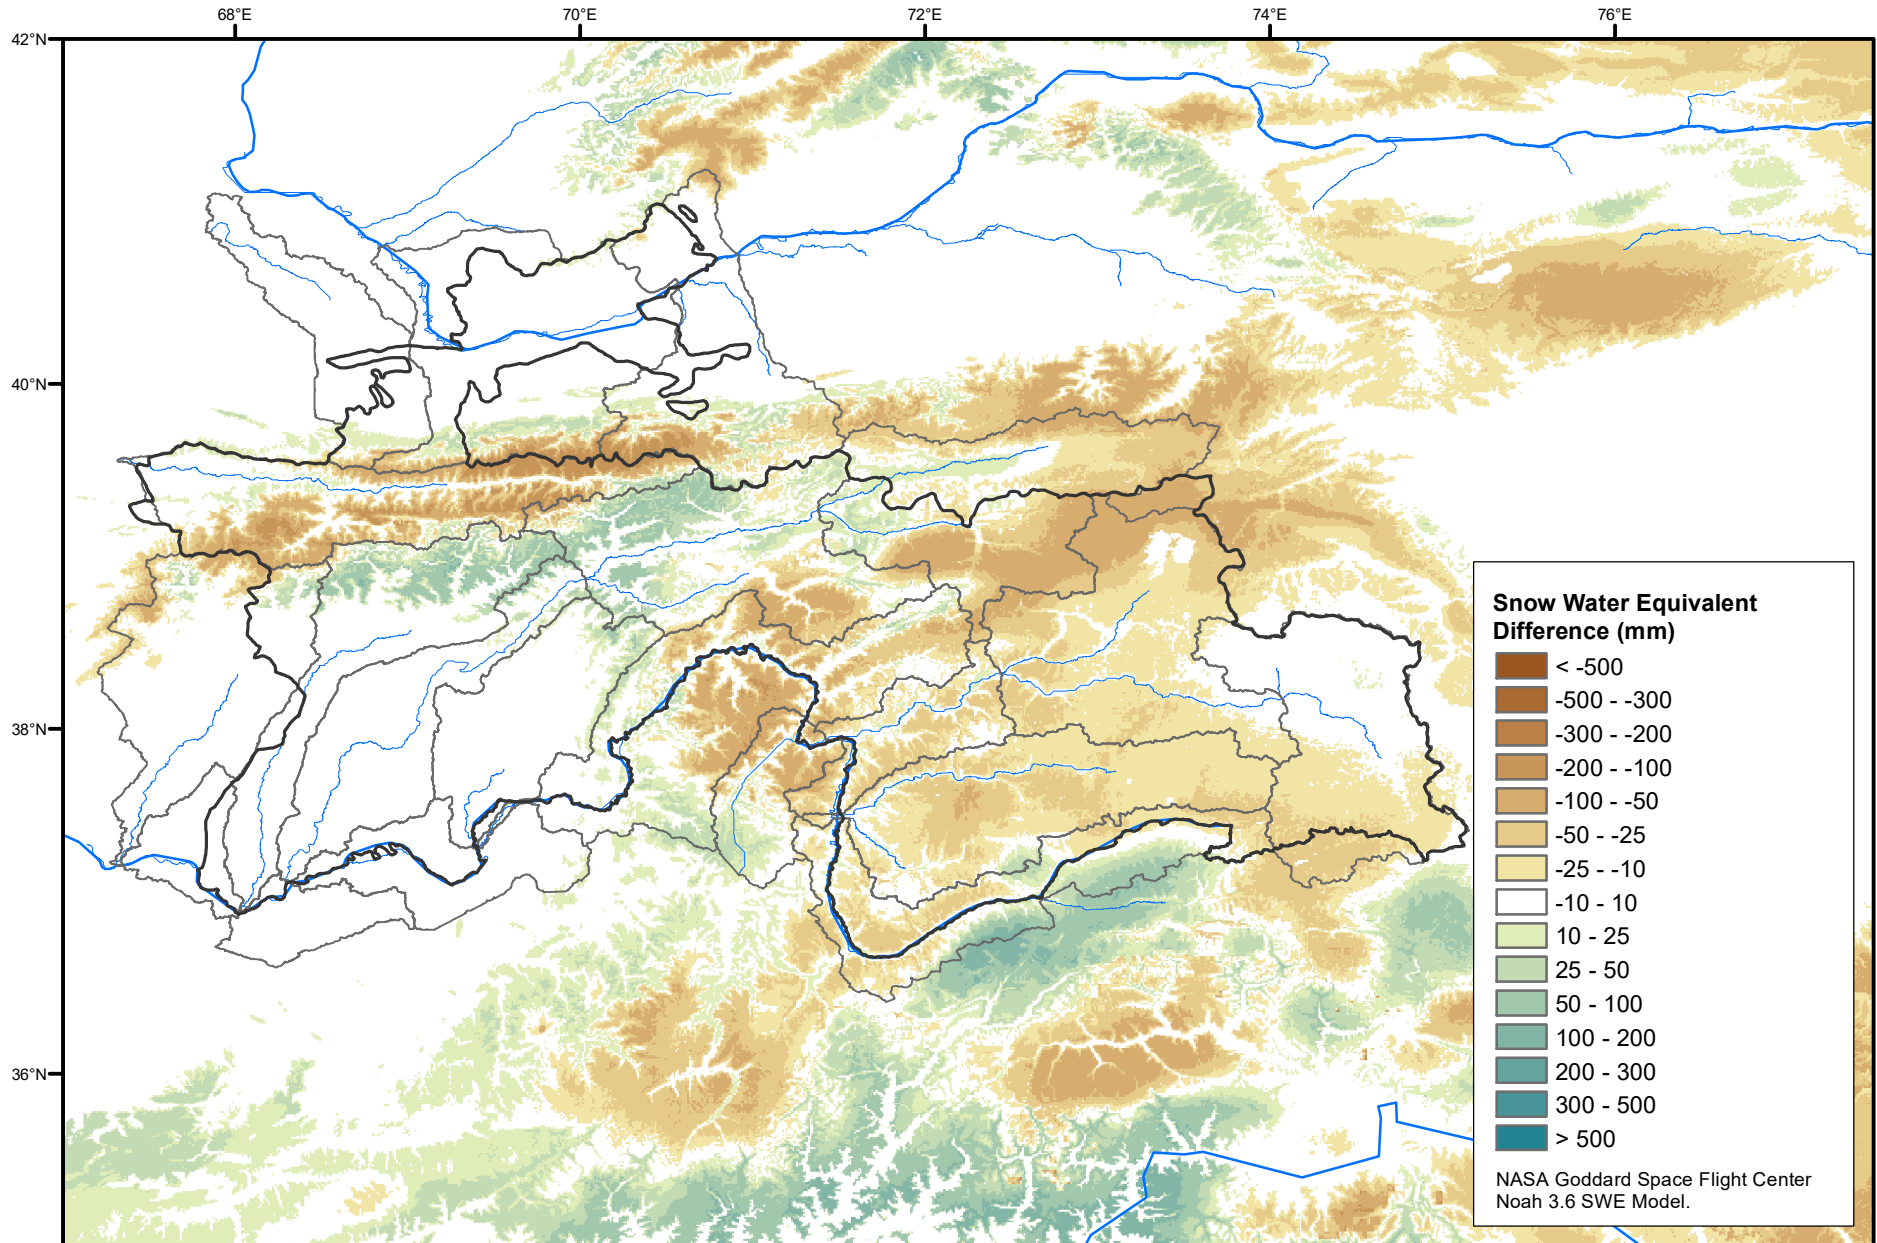 68°E
70°E
72°E
74°E
76°E
42°N
40°N
38°N
36°N
Snow Water Equivalent
Difference (mm)
< -500
-500 - -300
-300 - -200
-200 - -100
-100 - -50
-50 - -25
-25 - -10
-10 - 10
10 - 25
25 - 50
50 - 100
100 - 200
200 - 300
300 - 500
> 500
NASA Goddard Space Flight Center
Noah 3.6 SWE Model.